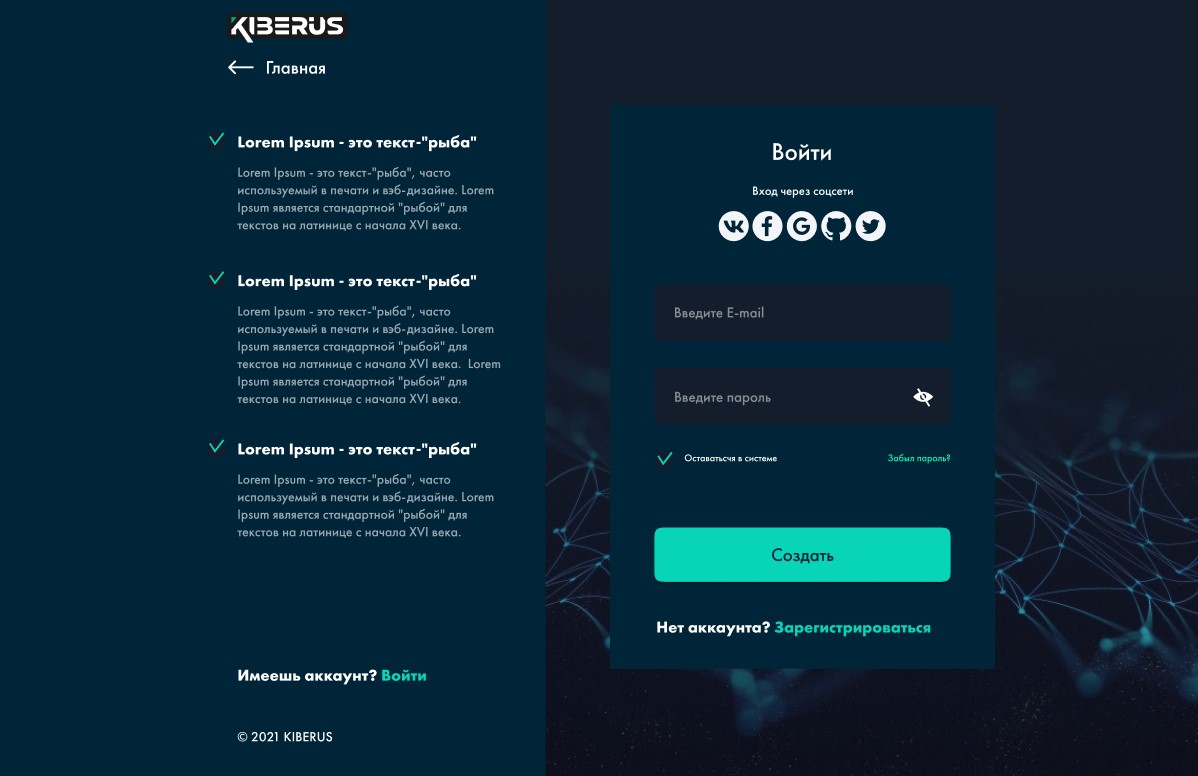 KIBERUS
Главная
Lorem Ipsum - это текст-"рыба"
Lorem Ipsum - это текст-"рыба", часто
используемый в печати и вэб-дизайне. Lorem
Ipsum является стандартной "рыбой" для
текстов на латинице с начала XVI века.
Lorem Ipsum - это текст-"рыба"
Lorem Ipsum - это текст-"рыба", часто
используемый в печати и вэб-дизайне. Lorem
Ipsum является стандартной "рыбой" для
текстов на латинице с начала XVI века. Lorem
Ipsum является стандартной "рыбой" для
текстов на латинице с начала XVI века.
Lorem Ipsum - это текст-"рыба"
Lorem Ipsum - это текст-"рыба", часто
используемый в печати и вэб-дизайне. Lorem
Ipsum является стандартной "рыбой" для
текстов на латинице с начала XVI века.
Имеешь аккаунт? Войти
© 2021 KIBERUS
Войти
Вход через соцсети
Введите E-mail
Введите пароль
Оставатьсчя в системе
Забыл пароль?
Создать
Нет аккаунта? Зарегистрироваться